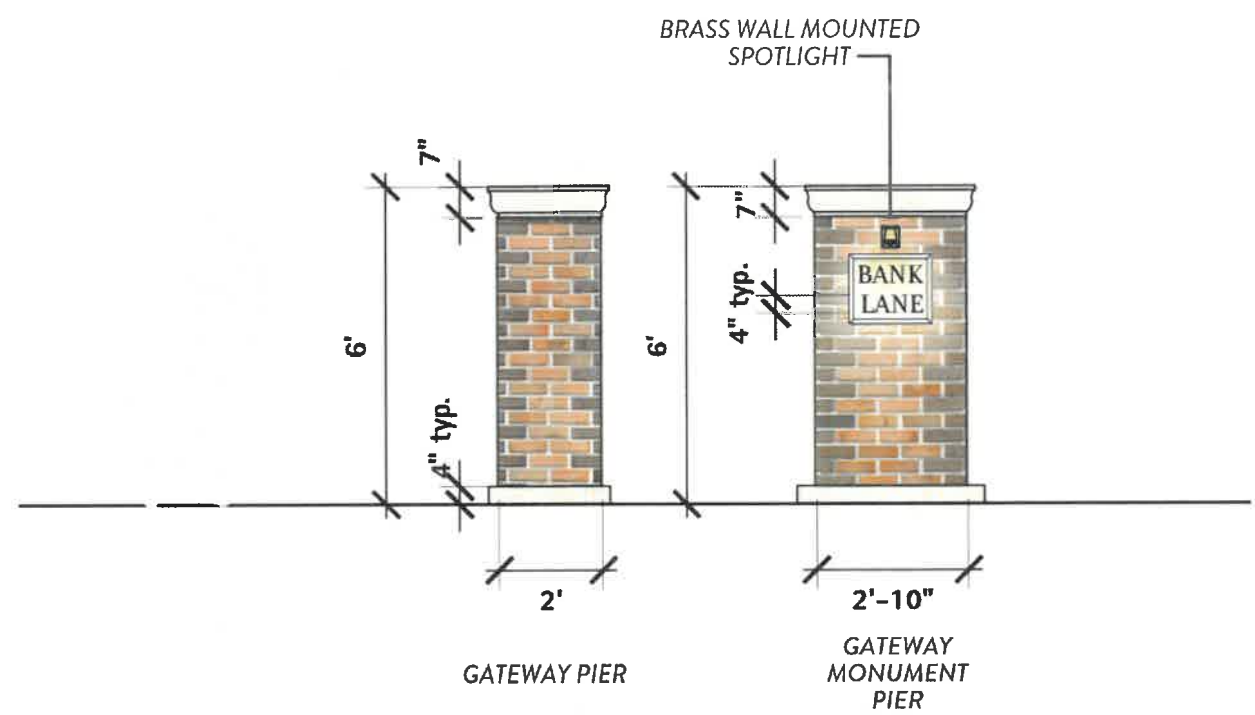 BRASS WALL MOUNTED
SPOTLIGHT
7"
6'
4" typ.
2'
GATEWAY PIER
7"
6'
4" typ.
BANK
LANE
2'-10"
GATEWAY
MONUMENT
PIER